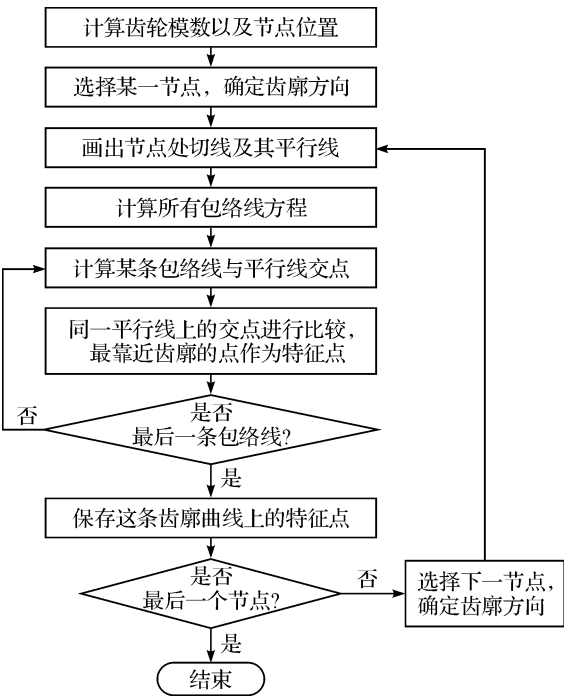 计算齿轮模数以及节点位置
选择某一节点，确定齿廓方向
画出节点处切线及其平行线
计算所有包络线方程
计算某条包络线与平行线交点
同一平行线上的交点进行比较，
最靠近齿廓的点作为特征点
否
是否
最后一条包络线?
是
保存这条齿廓曲线上的特征点
是否
最后一个节点?
否
选择下一节点，
确定齿廓方向
是
结束